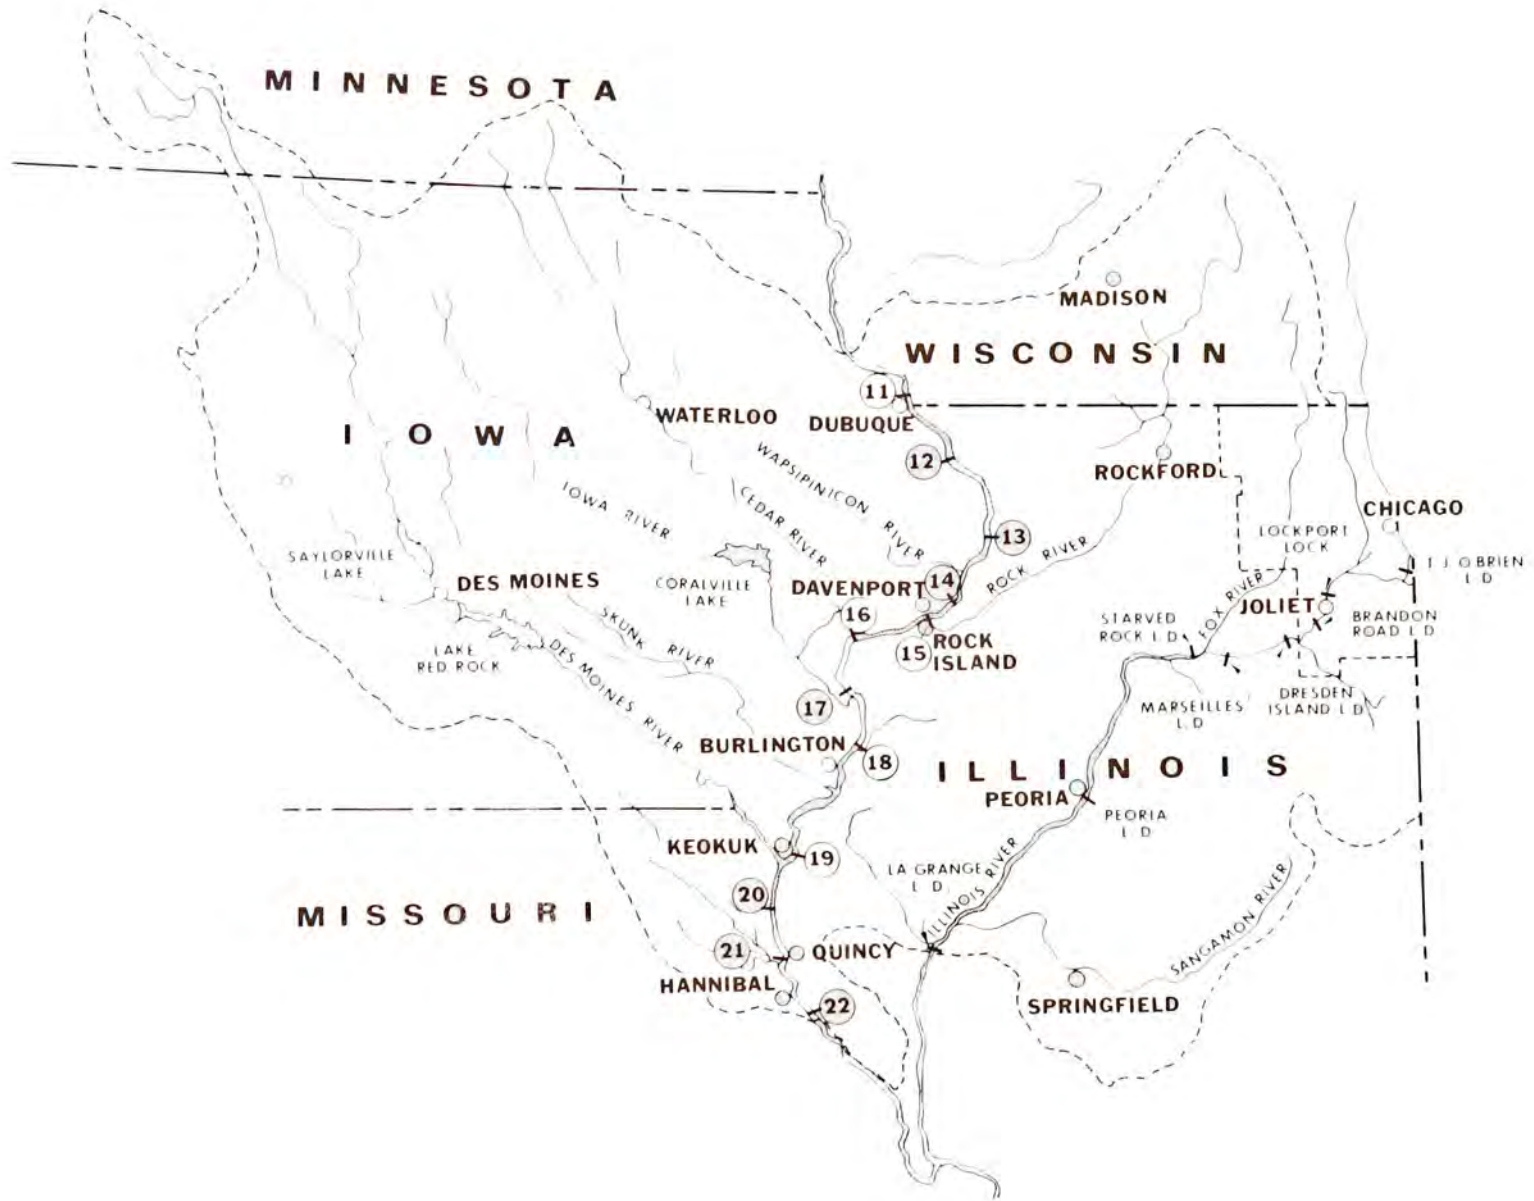 MINNESOTA
MADISON
WISCONSIN
11
DUBUQUE
WATERLOO
IOWA
12
WAPSIPINICON RIVER
CEDAR RIVER
IOWA RIVER
ROCKFORD
CHICAGO
LOCKPORT
LOCK
13
ROCK RIVER
SAYLORVILLE
LAKE
DES MOINES
CORALVILLE
LAKE
DAVENPORT
14
T J. O BRIEN
L D
FOX RIVER
JOLIET
BRANDON
ROAD L D
STARVED
ROCK L D
16
15
ROCK
ISLAND
SKUNK RIVER
LAKE
RED ROCK
DES MOINES RIVER
17
MARSEILLES
L. D
DRESDEN
ISLAND L D
BURLINGTON
18
ILLINOIS
PEORIA
PEORIA
L D
KEOKUK
19
LA GRANGE
L D
ILLINOIS RIVER
20
MISSOURI
SANGAMON RIVER
21
QUINCY
HANNIBAL
22
SPRINGFIELD